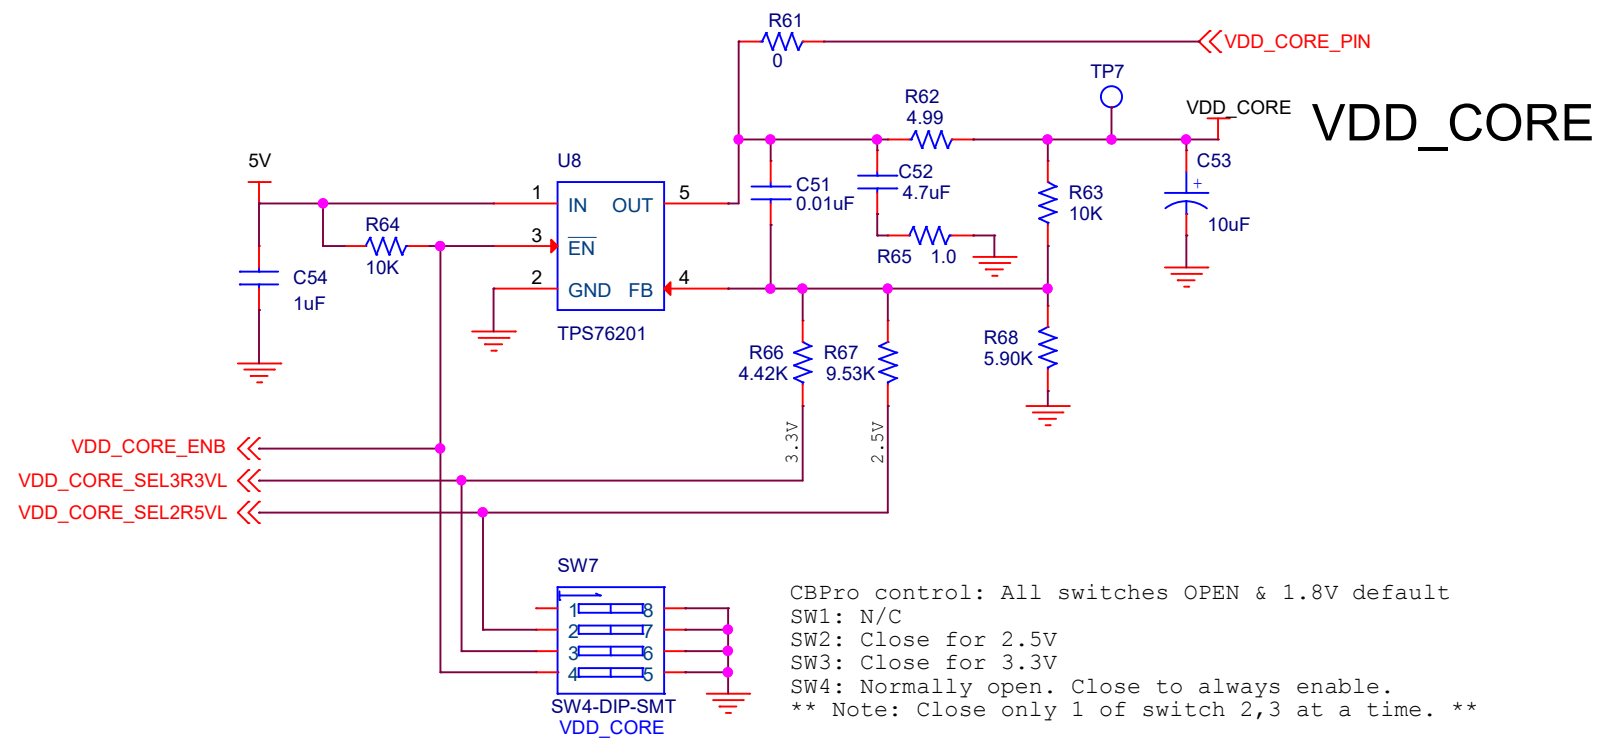 R61
0
VDD_CORE_PIN
TP7
R62
4.99
VDD_CORE
VDD_CORE
5V
U8
C51
0.01uF
C52
4.7uF
C53
+
10uF
R63
10K
1
IN
OUT
5
R64
10K
3
EN
R65
1.0
2
GND
FB
4
C54
1uF
TPS76201
R66
4.42K
R67
9.53K
R68
5.90K
3.3V
2.5V
VDD_CORE_ENB
VDD_CORE_SEL3R3VL
VDD_CORE_SEL2R5VL
SW7
1 8
2 7
3 6
4 5
SW4-DIP-SMT
VDD_CORE
CBPro control: All switches OPEN & 1.8V default
SW1: N/C
SW2: Close for 2.5V
SW3: Close for 3.3V
SW4: Normally open. Close to always enable.
** Note: Close only 1 of switch 2,3 at a time. **